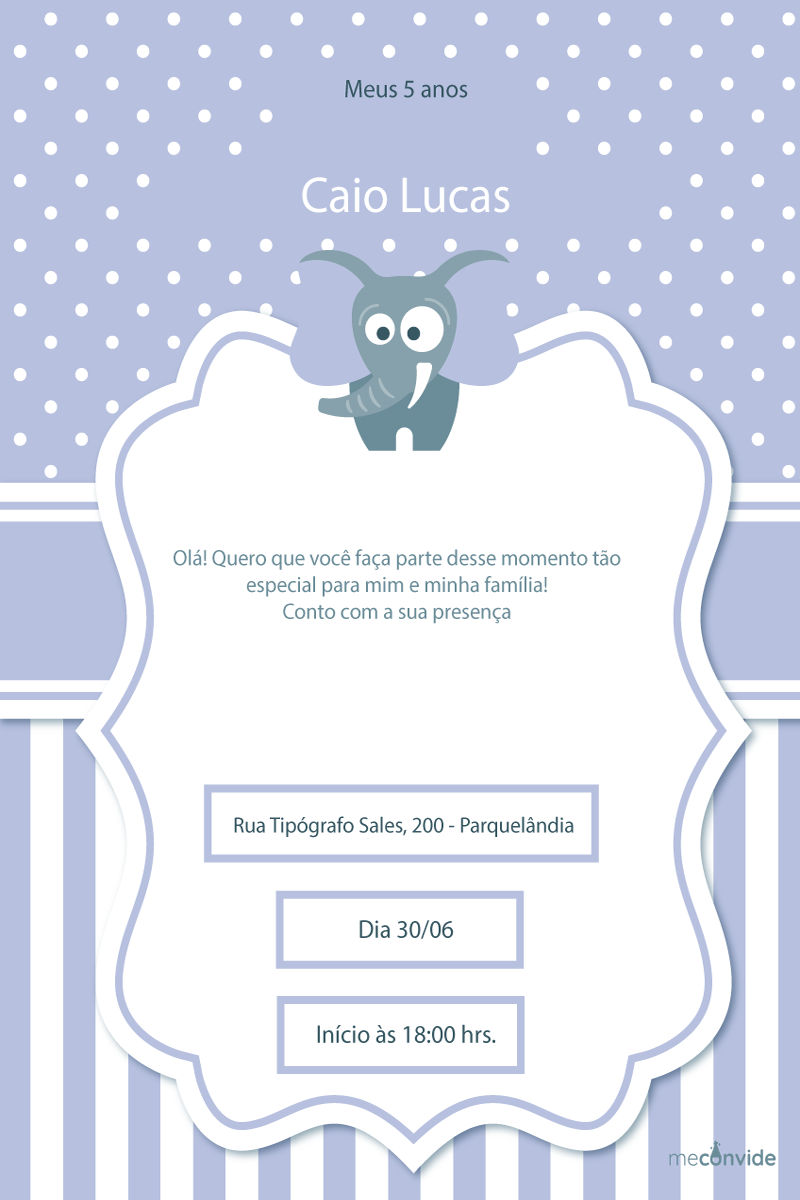 Meus 5 anos
Caio Lucas
Olá! Quero que você faça parte desse momento tão
especial para mim e minha família!
Conto com a sua presença
Rua Tipógrafo Sales, 200 - Parquelândia
Dia 30/06
Início às 18:00 hrs.
meconvide